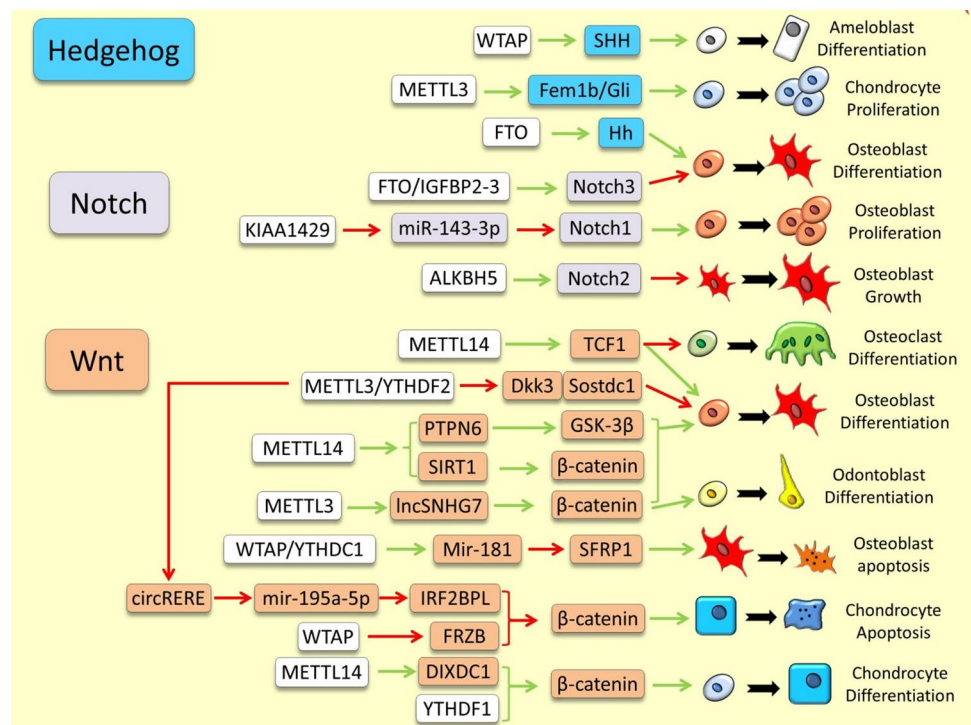 Hedgehog
WTAP
SHH
Ameloblast
Differentiation
METTL3
Fem1b/Gli
Chondrocyte
Proliferation
FTO
Hh
Osteoblast
Differentiation
Notch
FTO/IGFBP2-3
Notch3
KIAA1429
miR-143-3p
Notch1
Osteoblast
Proliferation
ALKBH5
Notch2
Osteoblast
Growth
Wnt
METTL14
TCF1
Osteoclast
Differentiation
METTL3/YTHDF2
Dkk3
Sostdc1
Osteoblast
Differentiation
METTL14
PTPN6
GSK-3β
SIRT1
β-catenin
Odontoblast
Differentiation
METTL3
lncSNHG7
β-catenin
WTAP/YTHDC1
Mir-181
SFRP1
Osteoblast
apoptosis
circRERE
mir-195a-5p
IRF2BPL
β-catenin
Chondrocyte
Apoptosis
WTAP
FRZB
METTL14
DIXDC1
β-catenin
Chondrocyte
Differentiation
YTHDF1